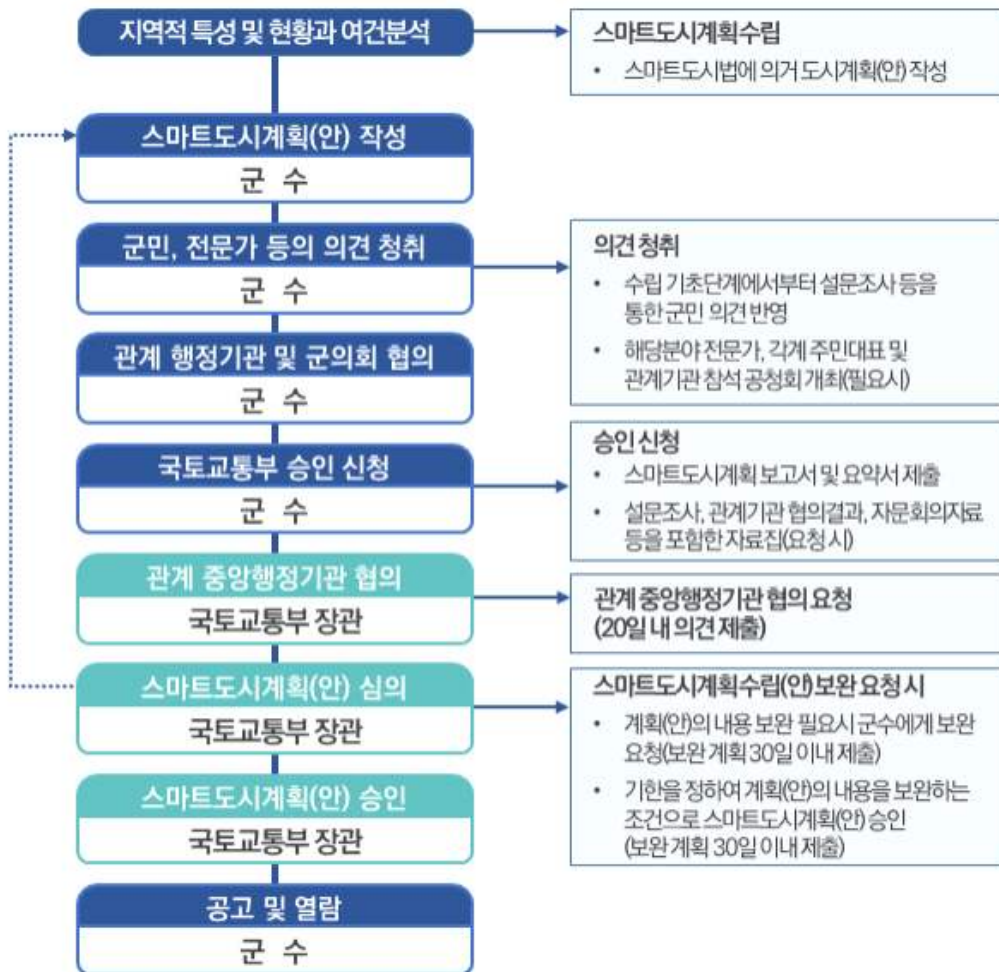 지역적 특성 및 현황과 여건분석
스마트도시계획수립
• 스마트도시법에 의거 도시계획(안) 작성
스마트도시계획(안) 작성
군 수
군민, 전문가 등의 의견 청취
군 수
의견 청취
• 수립 기초단계에서부터 설문조사 등을
통한 군민 의견 반영
• 해당분야 전문가, 각계 주민대표 및
관계기관 참석 공청회 개최(필요시)
관계 행정기관 및 군의회 협의
군 수
국토교통부 승인 신청
군 수
승인 신청
• 스마트도시계획 보고서 및 요약서 제출
• 설문조사, 관계기관 협의결과, 자문회의자료
등을 포함한 자료집(요청 시)
관계 중앙행정기관 협의
국토교통부 장관
관계 중앙행정기관 협의 요청
(20일 내 의견 제출)
스마트도시계획(안) 심의
국토교통부 장관
스마트도시계획수립(안) 보완 요청 시
• 계획(안)의 내용 보완 필요시 군수에게 보완
요청(보완 계획 30일 이내 제출)
• 기한을 정하여 계획(안)의 내용을 보완하는
조건으로 스마트도시계획(안) 승인
(보완 계획 30일 이내 제출)
스마트도시계획(안) 승인
국토교통부 장관
공고 및 열람
군 수